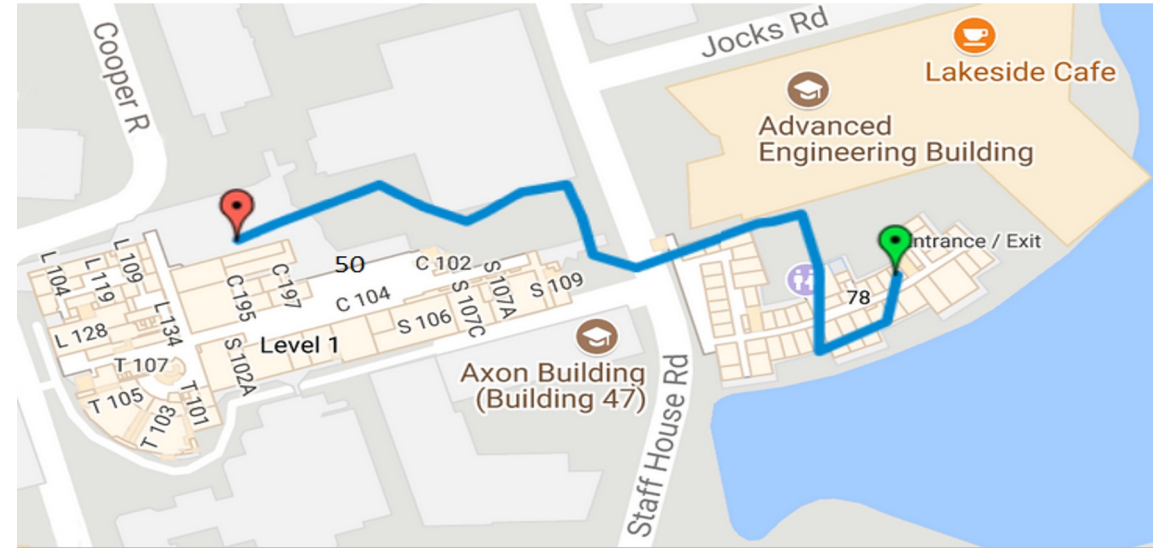 Cooper R
Jocks Rd
Lakeside Cafe
Advanced
Engineering Building
ntrance / Exit
L 104
L 119
L 109
L 128
L 134
C 195
C 197
50
C 102
C 104
S 107A
S 109
S 106
S 107C
78
Level 1
S 102A
T 107
T 105
T 103
T 101
Axon Building
(Building 47)
Staff House Rd